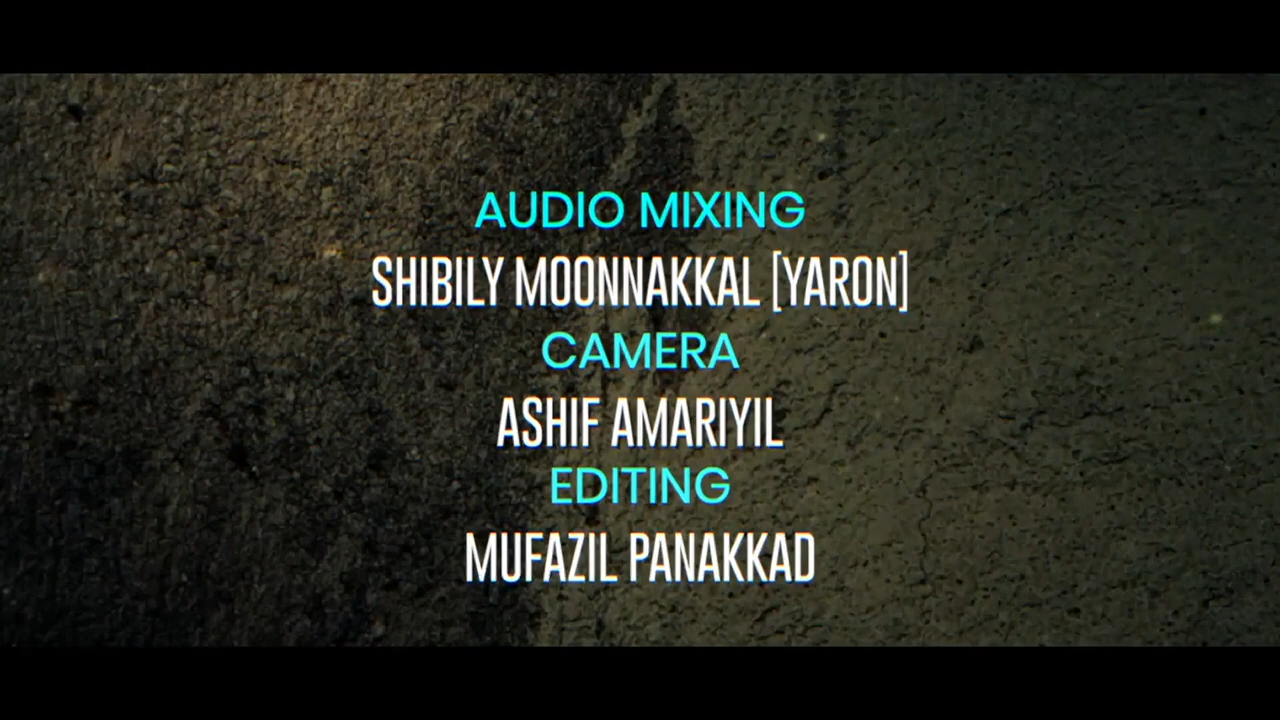 AUDIO MIXING
SHIBILY MOONNAKKAL [YARON]
CAMERA
ASHIF AMARIYIL
EDITING
MUFAZIL PANAKKAD